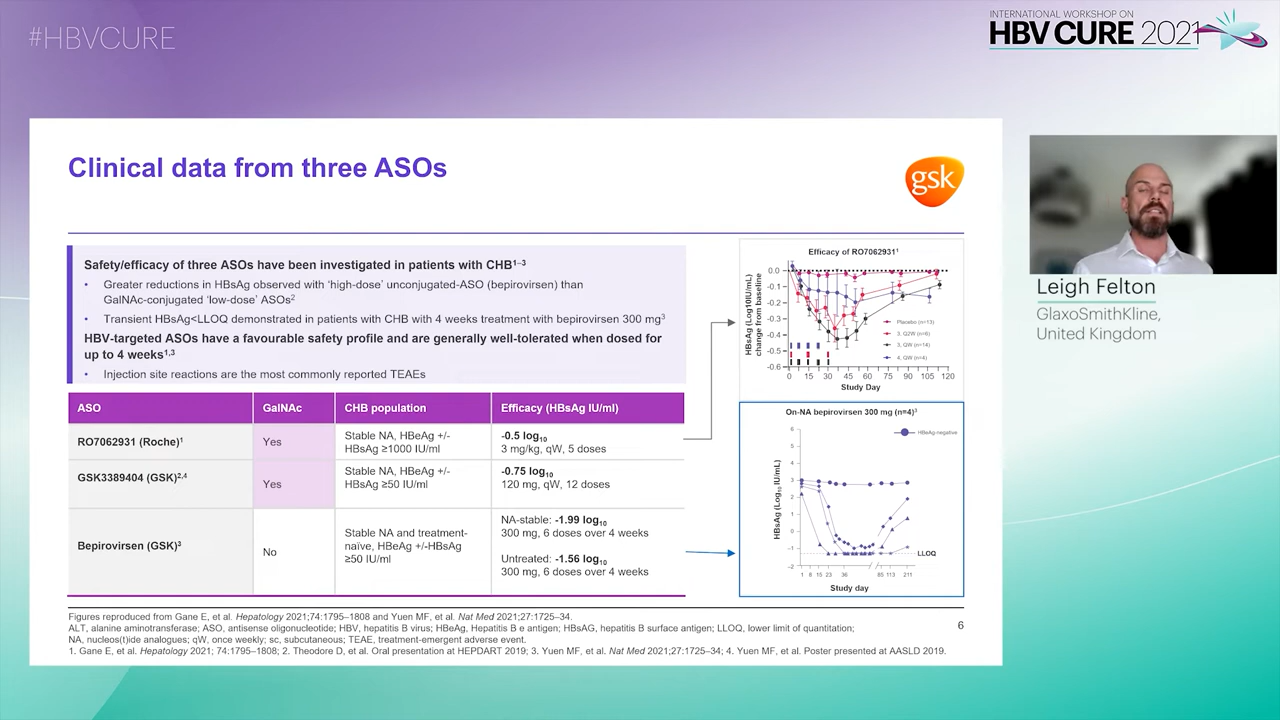 #HBVCURE
INTERNATIONAL WORKSHOP ON
HBV CURE 2021
Clinical data from three ASOs
gsk
Safety/efficacy of three ASOs have been investigated in patients with CHB1–3
• Greater reductions in HBsAg observed with 'high-dose' unconjugated-ASO (bepirovirsen) than
GalNAc-conjugated 'low-dose' ASOs2
• Transient HBsAg<LLOQ demonstrated in patients with CHB with 4 weeks treatment with bepirovirsen 300 mg3
HBV-targeted ASOs have a favourable safety profile and are generally well-tolerated when dosed for
up to 4 weeks1,3
• Injection site reactions are the most commonly reported TEAEs
ASO GalNAc CHB population Efficacy (HBsAg IU/ml)
RO7062931 (Roche)1 Yes Stable NA, HBeAg +/-
HBsAg ≥1000 IU/ml -0.5 log10
3 mg/kg, qW, 5 doses
GSK3389404 (GSK)2,4 Yes Stable NA, HBeAg +/-
HBsAg ≥50 IU/ml -0.75 log10
120 mg, qW, 12 doses
Bepirovirsen (GSK)3 No Stable NA and treatment-
naïve, HBeAg +/-HBsAg
≥50 IU/ml
NA-stable: -1.99 log10
300 mg, 6 doses over 4 weeks
Untreated: -1.56 log10
300 mg, 6 doses over 4 weeks
Efficacy of RO70629311
HBsAg (Log10IU/mL)
change from baseline
0.0
-0.1
-0.2
-0.3
-0.4
-0.5
-0.6
0 15 30 45 60 75 90 105 120
Study Day
Placebo (n=13)
3, Q2W (n=6)
3, QW (n=14)
4, QW (n=4)
On-NA bepirovirsen 300 mg (n=4)3
HBeAg-negative
HBsAg (Log10 IU/mL)
6
5
4
3
2
1
0
-1
-2
LLOQ
1 8 15 23 36 85 113 211
Study day
Figures reproduced from Gane E, et al. Hepatology 2021;74:1795–1808 and Yuen MF, et al. Nat Med 2021;27:1725–34.
ALT, alanine aminotransferase; ASO, antisense oligonucleotide; HBV, hepatitis B virus; HBeAg, Hepatitis B e antigen; HBsAG, hepatitis B surface antigen; LLOQ, lower limit of quantitation;
NA, nucleos(t)ide analogues; qW, once weekly; sc, subcutaneous; TEAE, treatment-emergent adverse event.
1. Gane E, et al. Hepatology 2021; 74:1795–1808; 2. Theodore D, et al. Oral presentation at HEPDART 2019; 3. Yuen MF, et al. Nat Med 2021;27:1725–34; 4. Yuen MF, et al. Poster presented at AASLD 2019.
6
Leigh Felton
GlaxoSmithKline,
United Kingdom